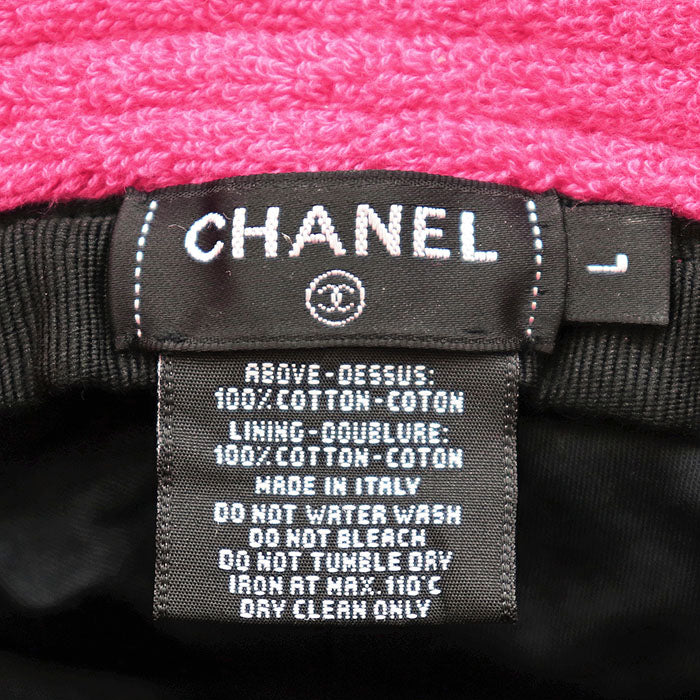 CHANEL
L
ABOVE-DESSUS:
100% COTTON-COTON
LINING-DOUBLURE:
100% COTTON-COTON
MADE IN ITALY
DO NOT WATER WASH
DO NOT BLEACH
DO NOT TUMBLE DRY
IRON AT MAX. 110°C
DRY CLEAN ONLY